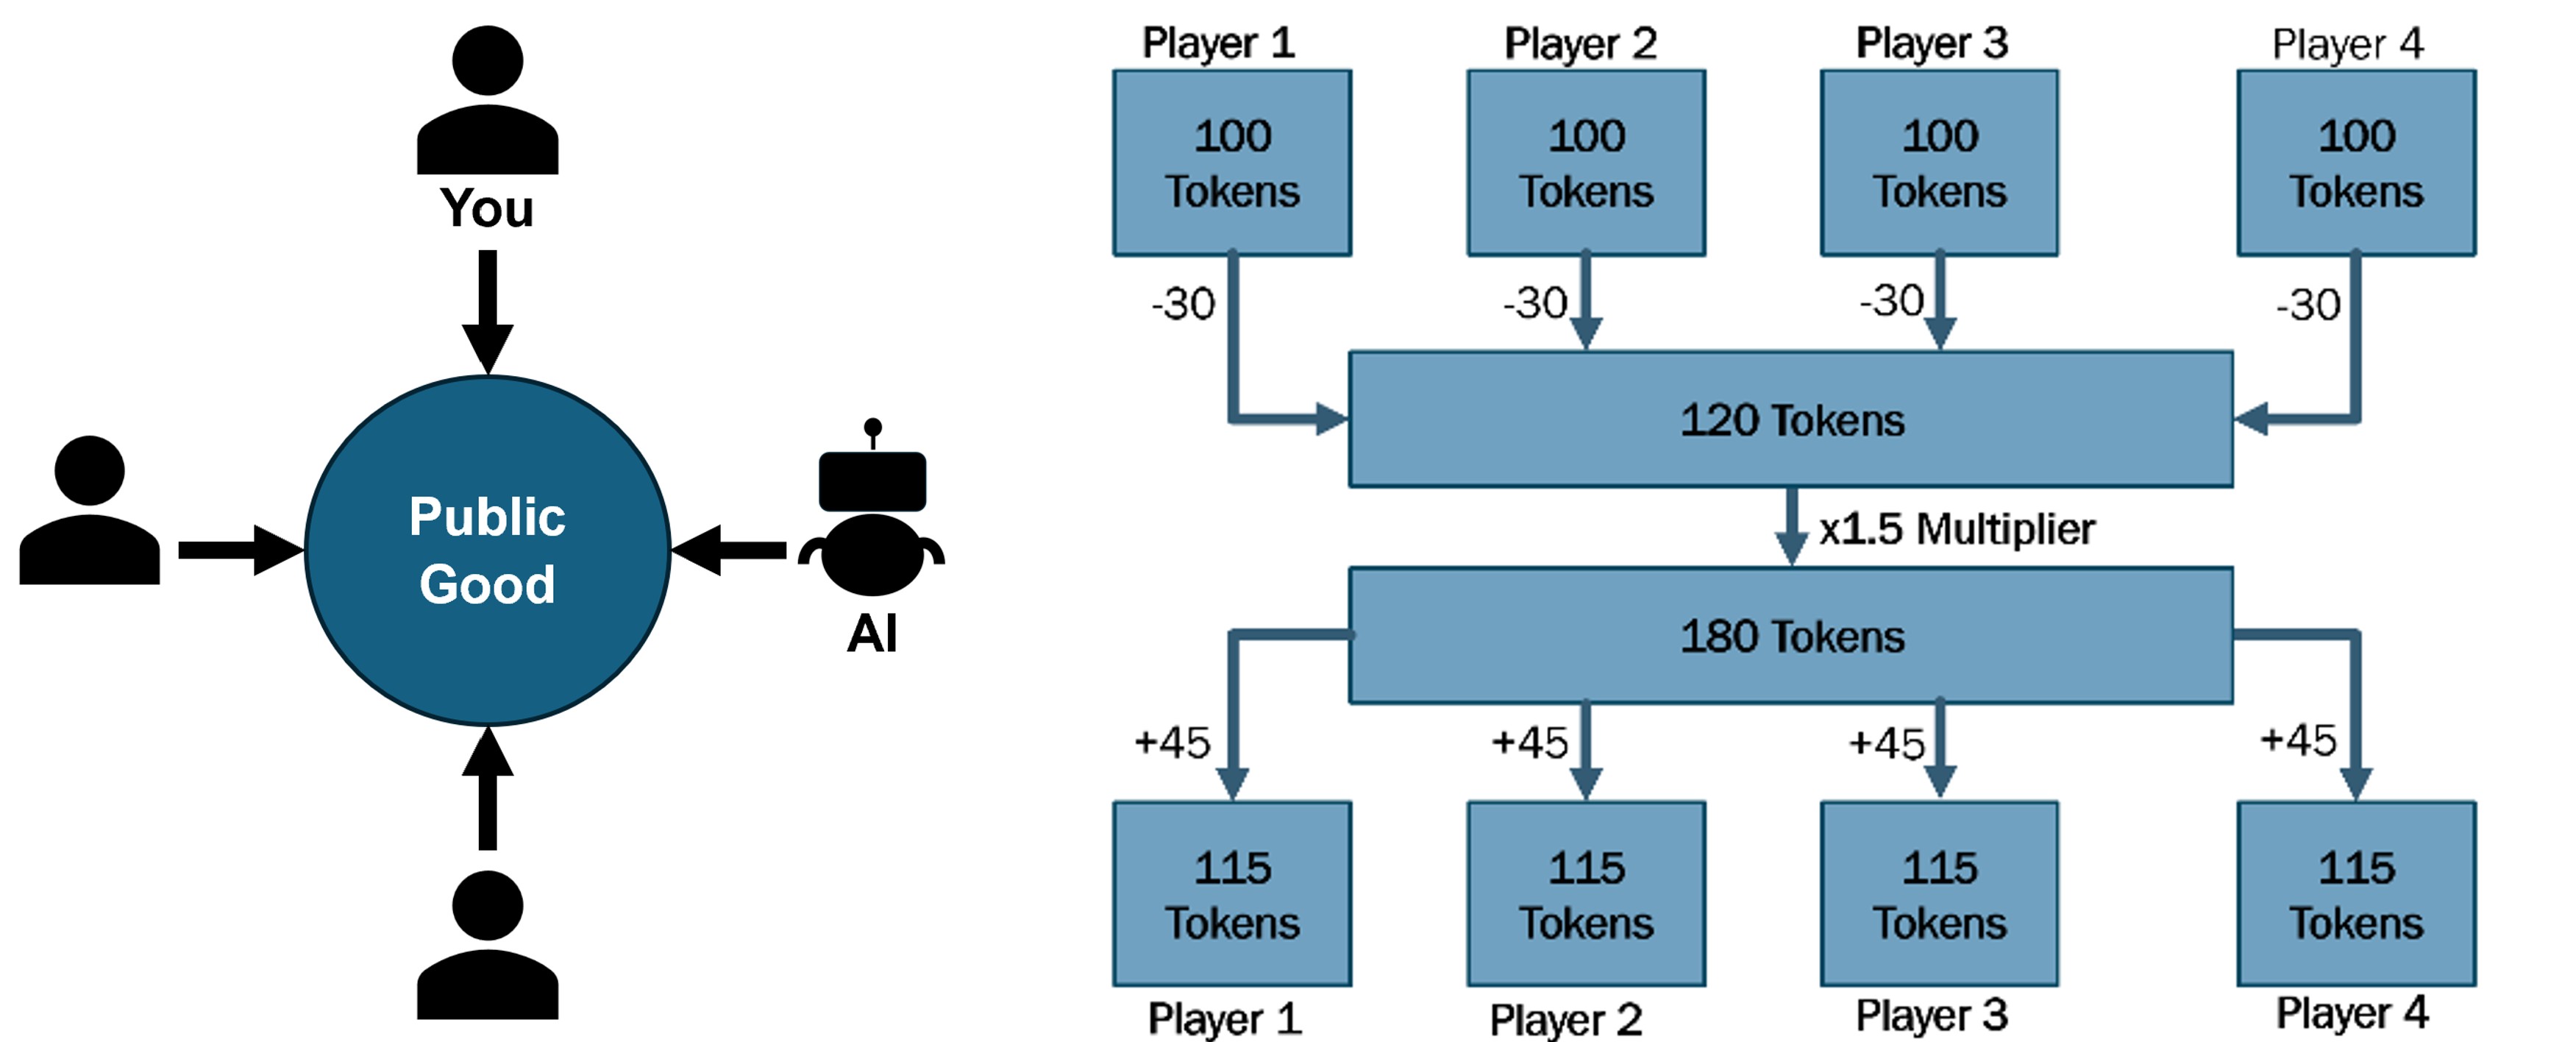 You
Public
Good
AI
Player 1
Player 2
Player 3
Player 4
100
Tokens
100
Tokens
100
Tokens
100
Tokens
-30
-30
-30
-30
120 Tokens
x1.5 Multiplier
180 Tokens
+45
+45
+45
+45
115
Tokens
115
Tokens
115
Tokens
115
Tokens
Player 1
Player 2
Player 3
Player 4